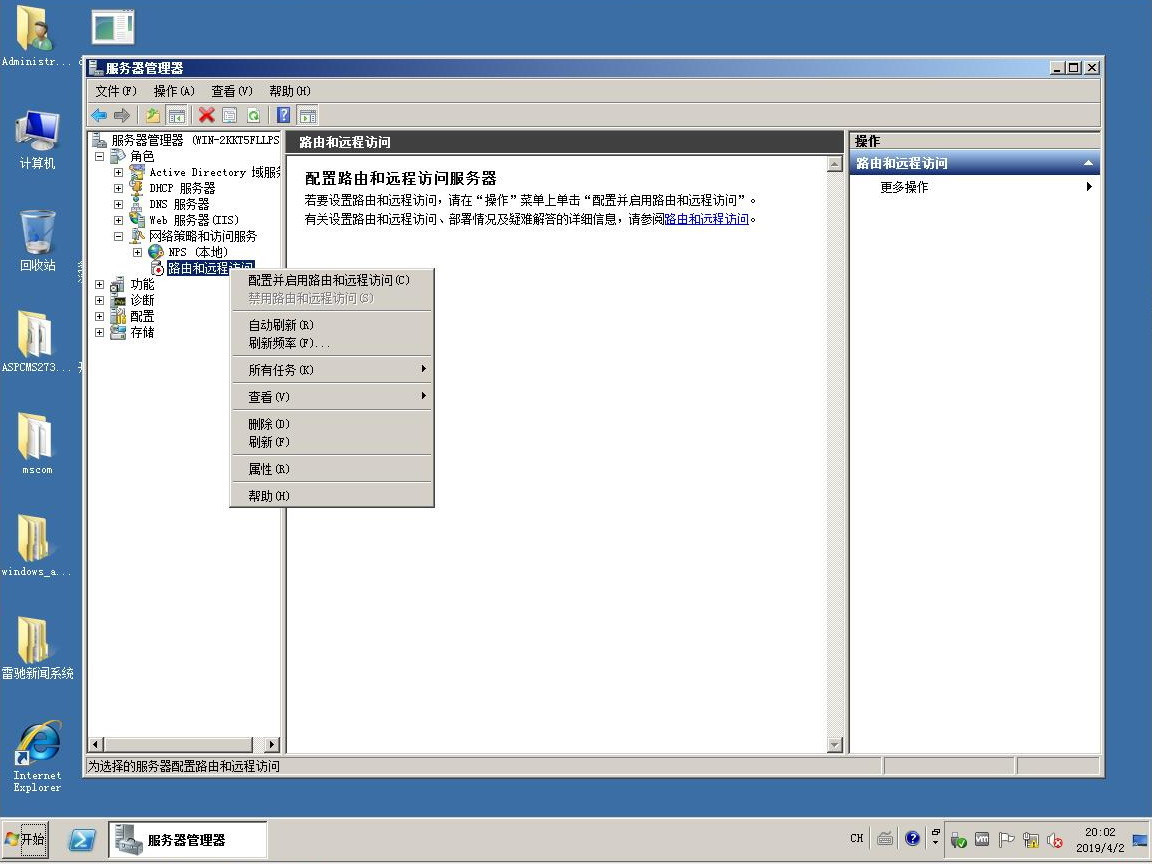 Administr...
计算机
回收站
ASPCMS273...
mscom
windows_a...
雷驰新闻系统
Internet
Explorer
服务器管理器
文件(F) 操作(A) 查看(V) 帮助(H)
服务器管理器 (WIN-2KKT5FLLPS
角色
Active Directory 域服务
DHCP 服务器
DNS 服务器
Web 服务器(IIS)
网络策略和访问服务
NPS (本地)
路由和远程访问
功能
诊断
配置
存储
路由和远程访问
配置路由和远程访问服务器
若要设置路由和远程访问，请在“操作”菜单上单击“配置并启用路由和远程访问”。
有关设置路由和远程访问、部署情况及疑难解答的详细信息，请参阅路由和远程访问。
配置并启用路由和远程访问(C)
禁用路由和远程访问(S)
自动刷新(R)
刷新频率(F)...
所有任务(K)
查看(V)
删除(D)
刷新(F)
属性(R)
帮助(H)
操作
路由和远程访问
更多操作
为选择的服务器配置路由和远程访问
开始
服务器管理器
CH
20:02
2019/4/2